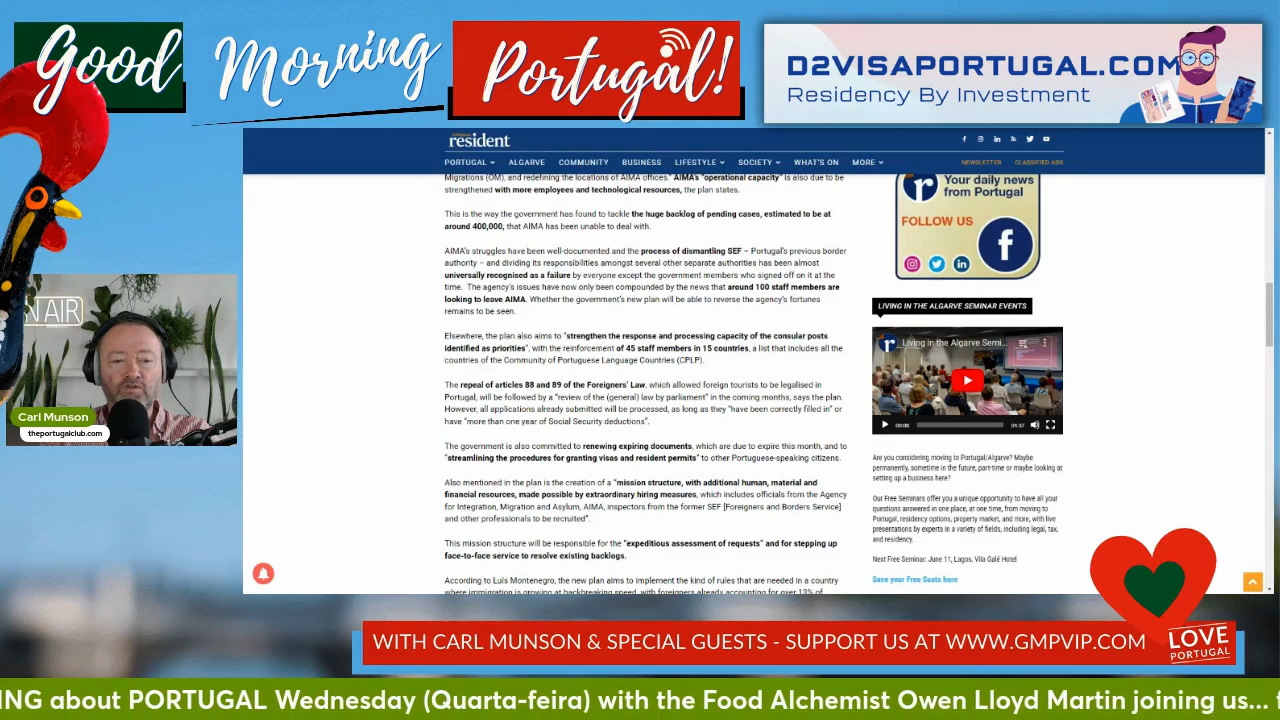 Good Morning Portugal!
D2VISAPORTUGAL.COM
Residency By Investment
resident
PORTUGAL ALGARVE COMMUNITY BUSINESS LIFESTYLE SOCIETY WHAT'S ON MORE
NEWSLETTER CLASSIFIED ADS
Migrations (OM), and redefining the locations of AIMA offices." AIMA's "operational capacity" is also due to be
strengthened with more employees and technological resources, the plan states.
This is the way the government has found to tackle the huge backlog of pending cases, estimated to be at
around 400,000, that AIMA has been unable to deal with.
AIMA's struggles have been well-documented and the process of dismantling SEF – Portugal's previous border
authority – and dividing its responsibilities amongst several other separate authorities has been almost
universally recognised as a failure by everyone except the government members who signed off on it at the
time. The agency's issues have now only been compounded by the news that around 100 staff members are
looking to leave AIMA. Whether the government's new plan will be able to reverse the agency's fortunes
remains to be seen.
Elsewhere, the plan also aims to "strengthen the response and processing capacity of the consular posts
identified as priorities", with the reinforcement of 45 staff members in 15 countries, a list that includes all the
countries of the Community of Portuguese Language Countries (CPLP).
The repeal of articles 88 and 89 of the Foreigners' Law, which allowed foreign tourists to be legalised in
Portugal, will be followed by a "review of the (general) law by parliament" in the coming months, says the plan.
However, all applications already submitted will be processed, as long as they "have been correctly filled in" or
have "more than one year of Social Security deductions".
The government is also committed to renewing expiring documents, which are due to expire this month, and to
"streamlining the procedures for granting visas and resident permits" to other Portuguese-speaking citizens.
Also mentioned in the plan is the creation of a "mission structure, with additional human, material and
financial resources, made possible by extraordinary hiring measures, which includes officials from the Agency
for Integration, Migration and Asylum, AIMA, inspectors from the former SEF [Foreigners and Borders Service]
and other professionals to be recruited".
This mission structure will be responsible for the "expeditious assessment of requests" and for stepping up
face-to-face service to resolve existing backlogs.
According to Luís Montenegro, the new plan aims to implement the kind of rules that are needed in a country
where immigration is growing at backbreaking speed, with foreigners already accounting for over 13% of
Your daily news
from Portugal
FOLLOW US
LIVING IN THE ALGARVE SEMINAR EVENTS
Living in the Algarve Semi...
00:00
01:37
Are you considering moving to Portugal/Algarve? Maybe
permanently, sometime in the future, part-time or maybe looking at
setting up a business here?
Our Free Seminars offer you a unique opportunity to have all your
questions answered in one place, at one time, from moving to
Portugal, residency options, property market, and more, with live
presentations by experts in a variety of fields, including legal, tax,
and residency.
Next Free Seminar: June 11, Lagos, Vila Galé Hotel
Save your Free Seats here
N AIR
Carl Munson
theportugalclub.com
WITH CARL MUNSON & SPECIAL GUESTS - SUPPORT US AT WWW.GMPVIP.COM
LOVE
PORTUGAL
ING about PORTUGAL Wednesday (Quarta-feira) with the Food Alchemist Owen Lloyd Martin joining us...